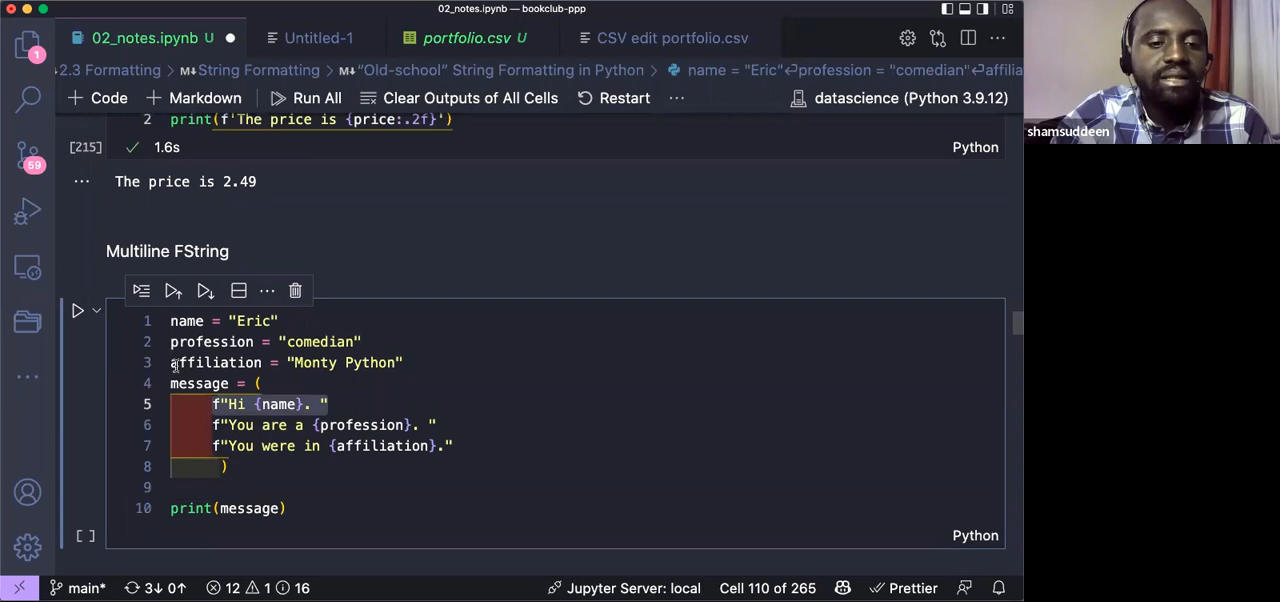 02_notes.ipynb — bookclub-ppp
02_notes.ipynb U
Untitled-1
portfolio.csv U
CSV edit portfolio.csv
2.3 Formatting > String Formatting > “Old-school” String Formatting in Python > name = "Eric"↵profession = "comedian"↵affilia
+ Code + Markdown Run All Clear Outputs of All Cells Restart ... datascience (Python 3.9.12)
2 print(f'The price is {price:.2f}')
[215] ✓ 1.6s Python
... The price is 2.49
Multiline FString
1 name = "Eric"
2 profession = "comedian"
3 affiliation = "Monty Python"
4 message = (
5 f"Hi {name}. "
6 f"You are a {profession}. "
7 f"You were in {affiliation}."
8 )
9
10 print(message)
[ ] Python
1
59
main* 3↓ 0↑ 12 1 16 Jupyter Server: local Cell 110 of 265 Prettier
shamsuddeen